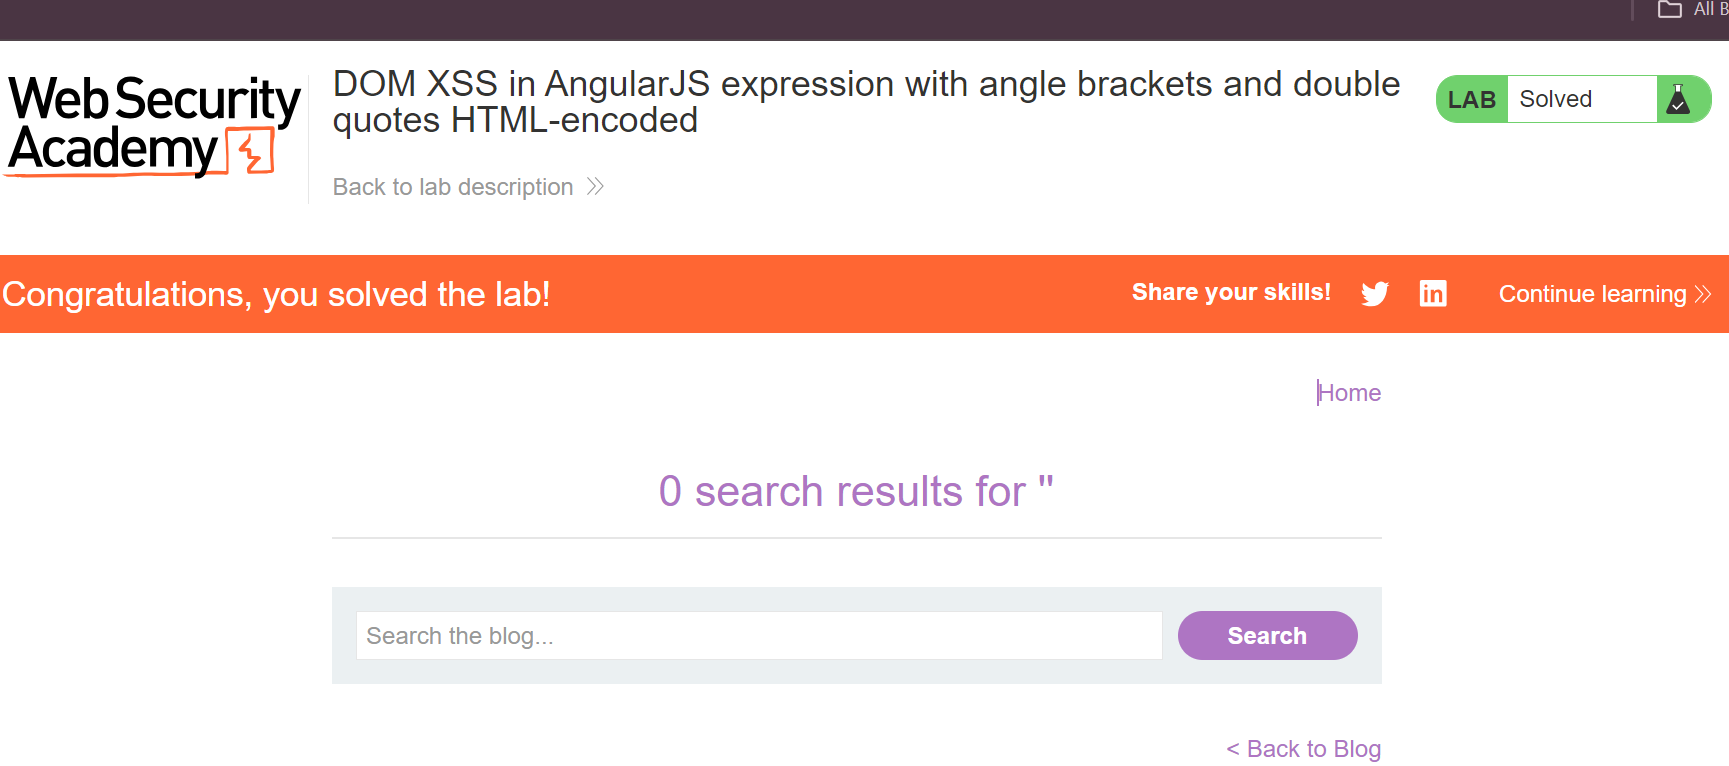 All B
Web Security
Academy
DOM XSS in AngularJS expression with angle brackets and double
quotes HTML-encoded
LAB Solved
Back to lab description
Congratulations, you solved the lab!
Share your skills!
in
Continue learning
Home
0 search results for ''
Search the blog...
Search
< Back to Blog